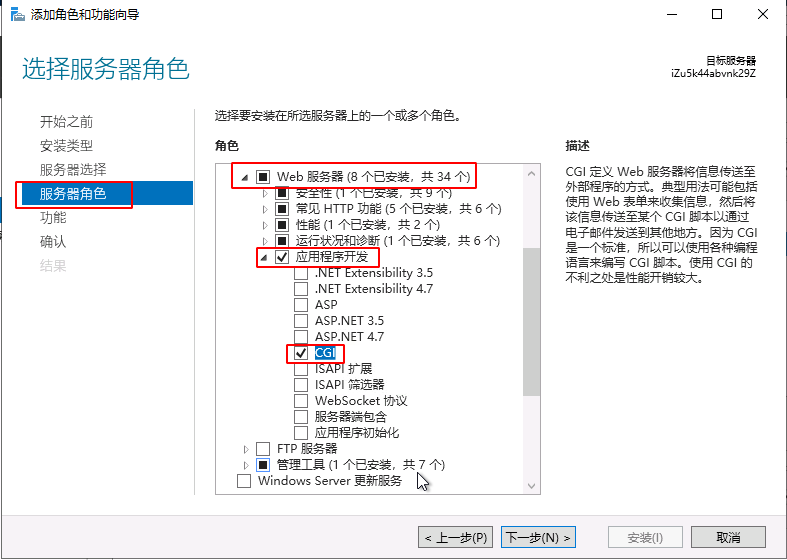 添加角色和功能向导
选择服务器角色
目标服务器
iZu5k44abvnk29Z
开始之前
安装类型
服务器选择
服务器角色
功能
确认
结果
选择要安装在所选服务器上的一个或多个角色。
角色
Web 服务器 (8 个已安装，共 34 个)
安全性 (1 个已安装，共 9 个)
常见 HTTP 功能 (5 个已安装，共 6 个)
性能 (1 个已安装，共 2 个)
运行状况和诊断 (1 个已安装，共 6 个)
应用程序开发
.NET Extensibility 3.5
.NET Extensibility 4.7
ASP
ASP.NET 3.5
ASP.NET 4.7
CGI
ISAPI 扩展
ISAPI 筛选器
WebSocket 协议
服务器端包含
应用程序初始化
FTP 服务器
管理工具 (1 个已安装，共 7 个)
Windows Server 更新服务
描述
CGI 定义 Web 服务器将信息传送至
外部程序的方式。典型用法可能包括
使用 Web 表单来收集信息，然后将
该信息传送至某个 CGI 脚本以通过
电子邮件发送到其他地方。因为 CGI
是一个标准，所以可以使用各种编程
语言来编写 CGI 脚本。使用 CGI 的
不利之处是性能开销较大。
< 上一步(P)
下一步(N) >
安装(I)
取消